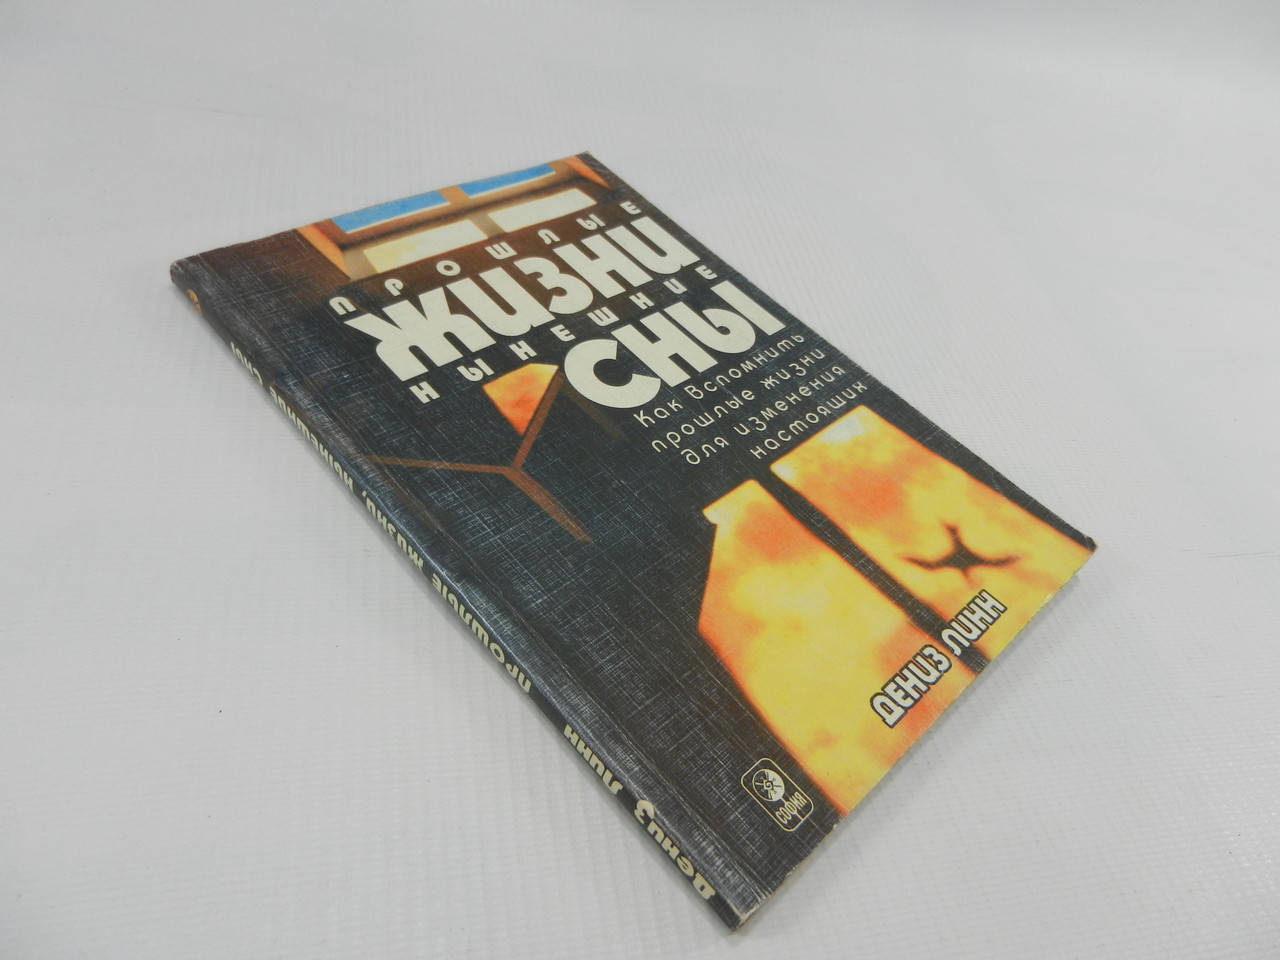 ПРОШЛЫЕ
ЖИЗНИ
НЫНЕШНИЕ
СНЫ
Как Вспомнить
прошлые жизни
для изменения
настоящих
ДЕНИЗ ЛИНН
СОФИЯ
Дениз Линн ПРОШЛЫЕ ЖИЗНИ, НЫНЕШНИЕ СНЫ